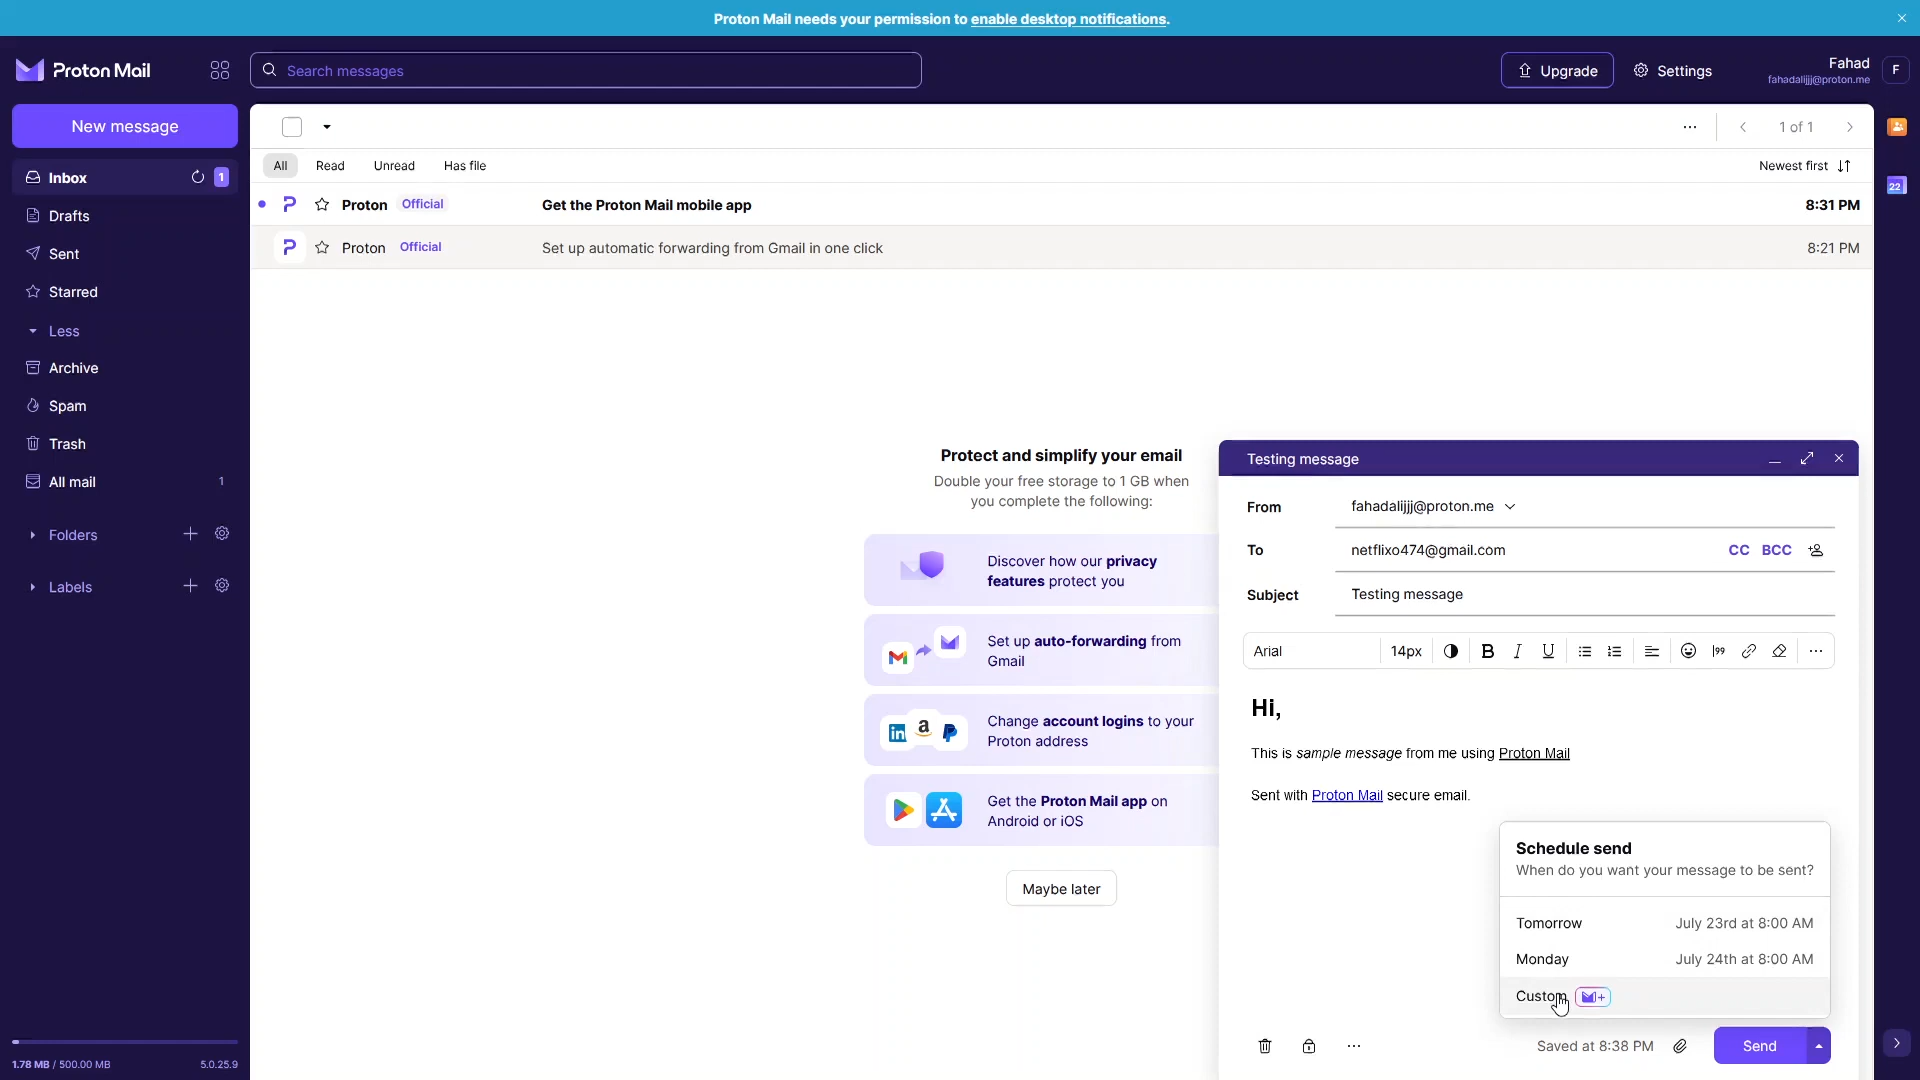 Proton Mail needs your permission to enable desktop notifications.
Proton Mail
Search messages
Upgrade
Settings
Fahad
fahadalijjj@proton.me
F
New message
1 of 1
Inbox
1
All
Read
Unread
Has file
Newest first
22
Drafts
Proton
Official
Get the Proton Mail mobile app
8:31 PM
Sent
Proton
Official
Set up automatic forwarding from Gmail in one click
8:21 PM
Starred
Less
Archive
Spam
Trash
All mail
1
Folders
Labels
1.78 MB / 500.00 MB
5.0.25.9
Protect and simplify your email
Double your free storage to 1 GB when
you complete the following:
Discover how our privacy
features protect you
Set up auto-forwarding from
Gmail
Change account logins to your
Proton address
Get the Proton Mail app on
Android or iOS
Maybe later
Testing message
From
fahadalijjj@proton.me
To
netflixo474@gmail.com
CC
BCC
Subject
Testing message
Arial
14px
B
I
U
Hi,
This is sample message from me using Proton Mail
Sent with Proton Mail secure email.
Schedule send
When do you want your message to be sent?
Tomorrow
July 23rd at 8:00 AM
Monday
July 24th at 8:00 AM
Custom
Saved at 8:38 PM
Send